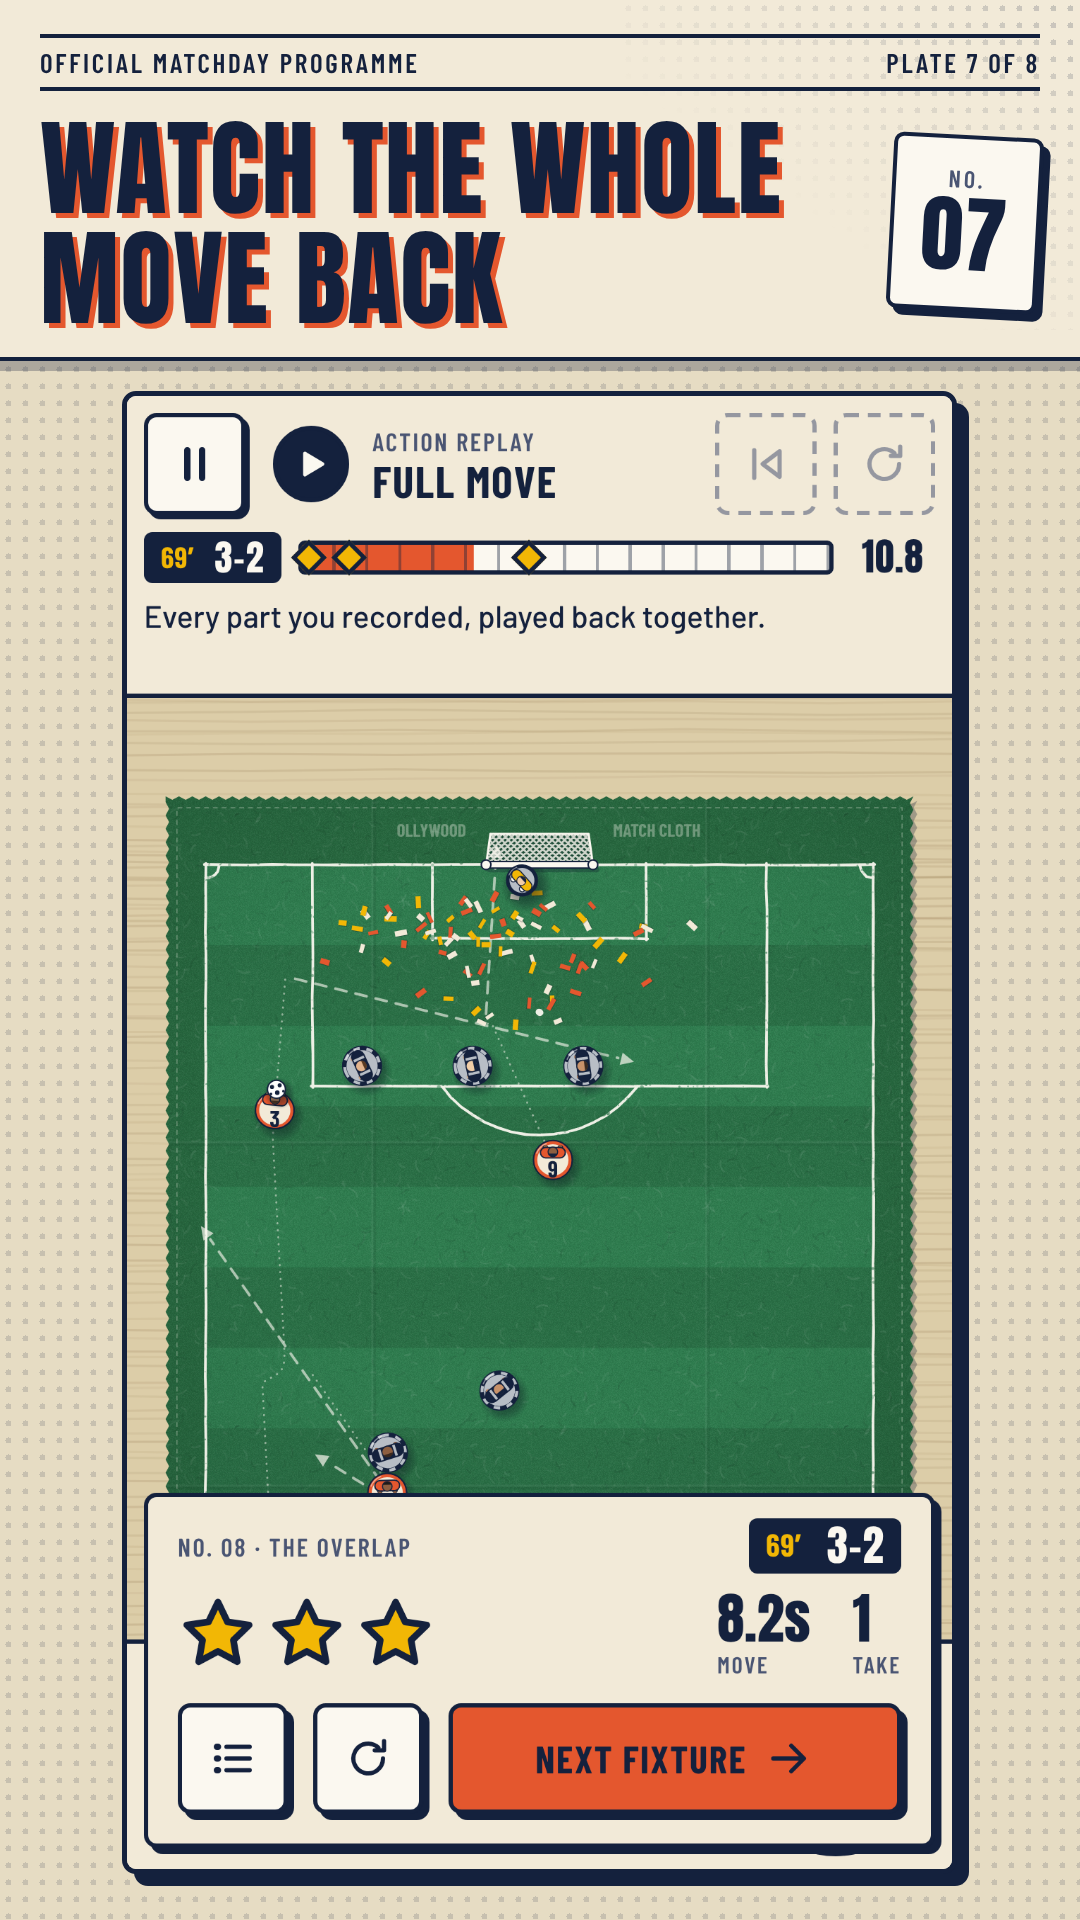 OFFICIAL MATCHDAY PROGRAMME
PLATE 7 OF 8
WATCH THE WHOLE
MOVE BACK
NO.
07
ACTION REPLAY
FULL MOVE
69' 3-2
10.8
Every part you recorded, played back together.
OLLYWOOD
MATCH CLOTH
3
9
NO. 08 · THE OVERLAP
69' 3-2
8.2s 1
MOVE TAKE
NEXT FIXTURE